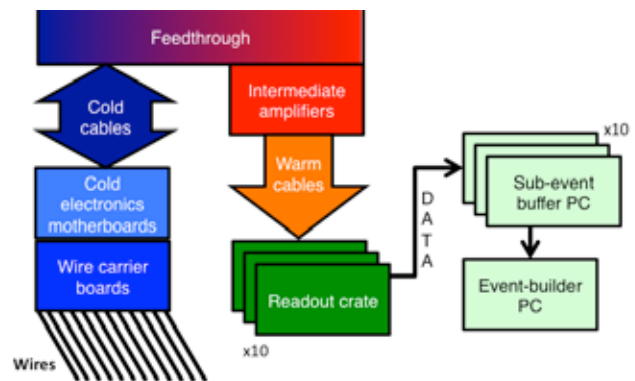 Feedthrough
Cold
cables
Intermediate
amplifiers
Cold
electronics
motherboards
Warm
cables
Wire carrier
boards
Wires
Readout crate
x10
DATA
x10
Sub-event
buffer PC
Event-builder
PC